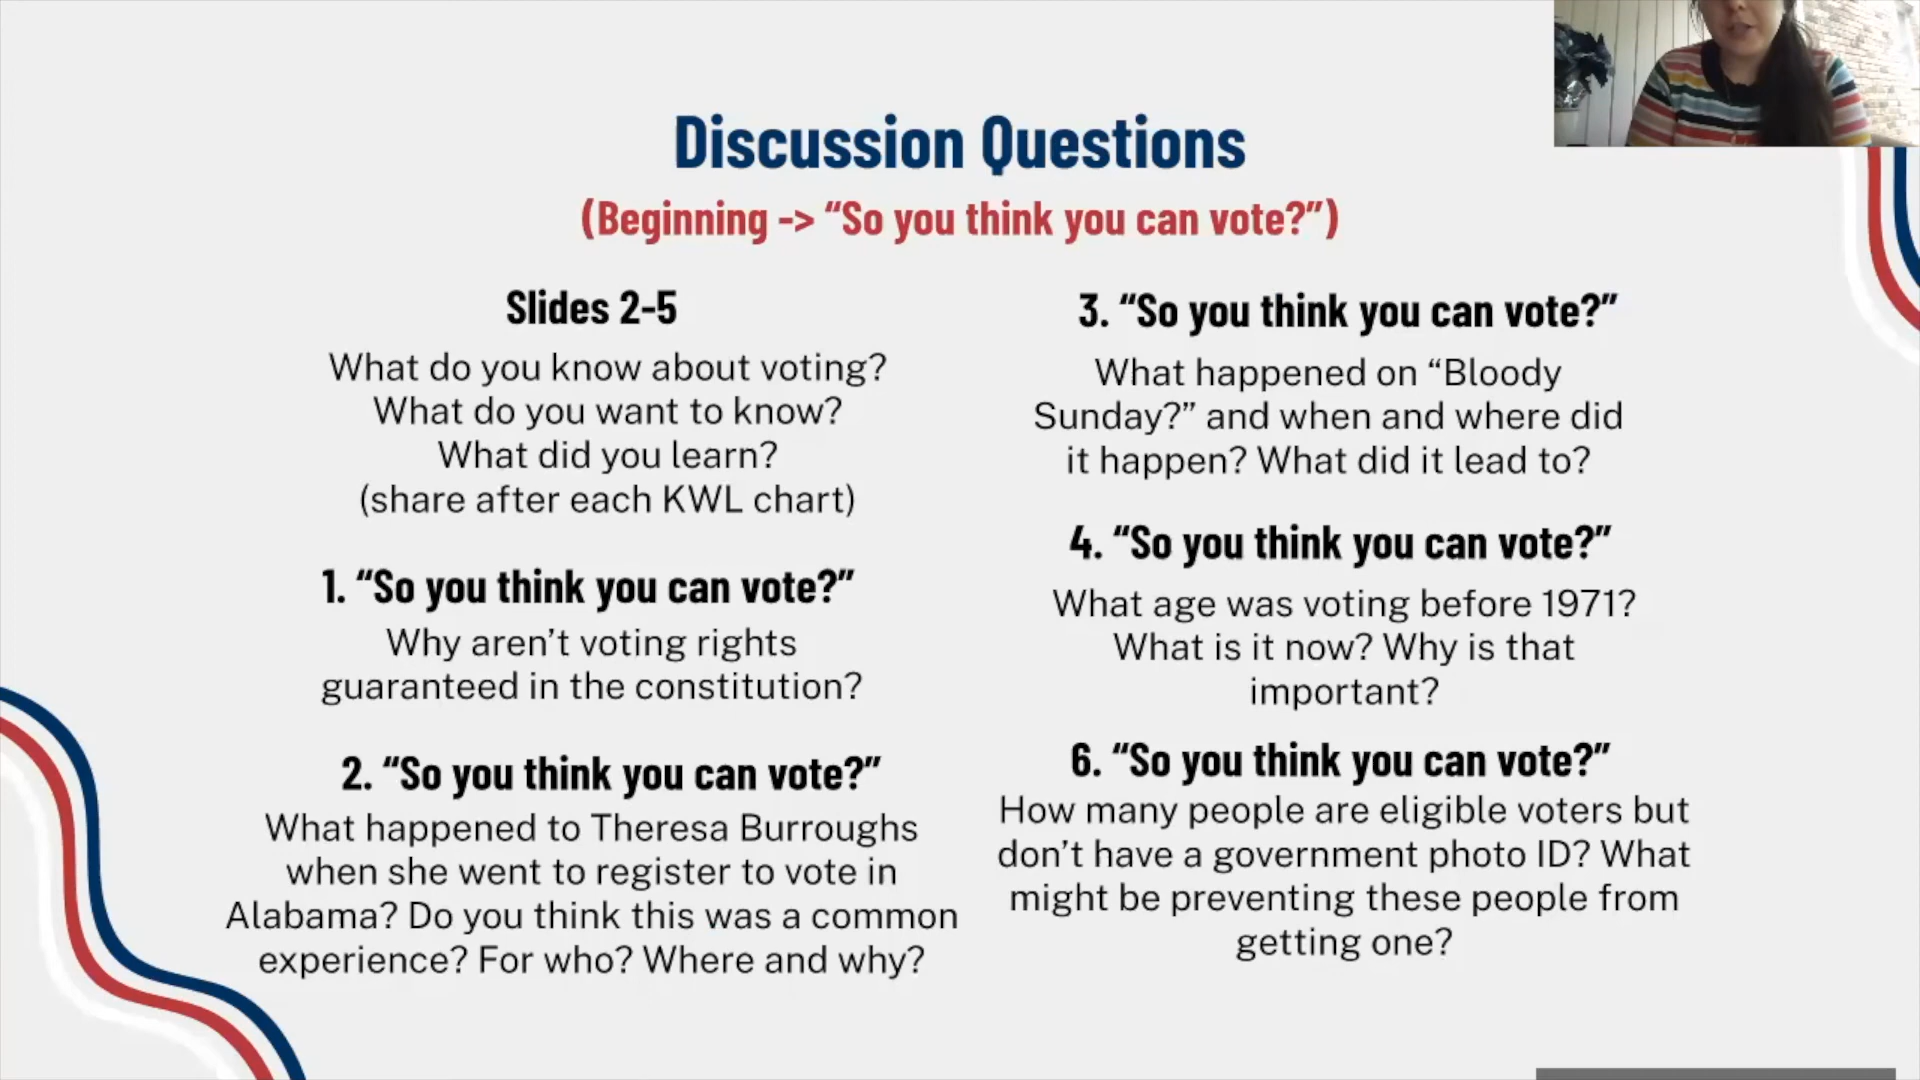 Discussion Questions
(Beginning -> “So you think you can vote?”)
Slides 2-5
What do you know about voting?
What do you want to know?
What did you learn?
(share after each KWL chart)
1. “So you think you can vote?”
Why aren’t voting rights
guaranteed in the constitution?
2. “So you think you can vote?”
What happened to Theresa Burroughs
when she went to register to vote in
Alabama? Do you think this was a common
experience? For who? Where and why?
3. “So you think you can vote?”
What happened on “Bloody
Sunday?” and when and where did
it happen? What did it lead to?
4. “So you think you can vote?”
What age was voting before 1971?
What is it now? Why is that
important?
6. “So you think you can vote?”
How many people are eligible voters but
don’t have a government photo ID? What
might be preventing these people from
getting one?